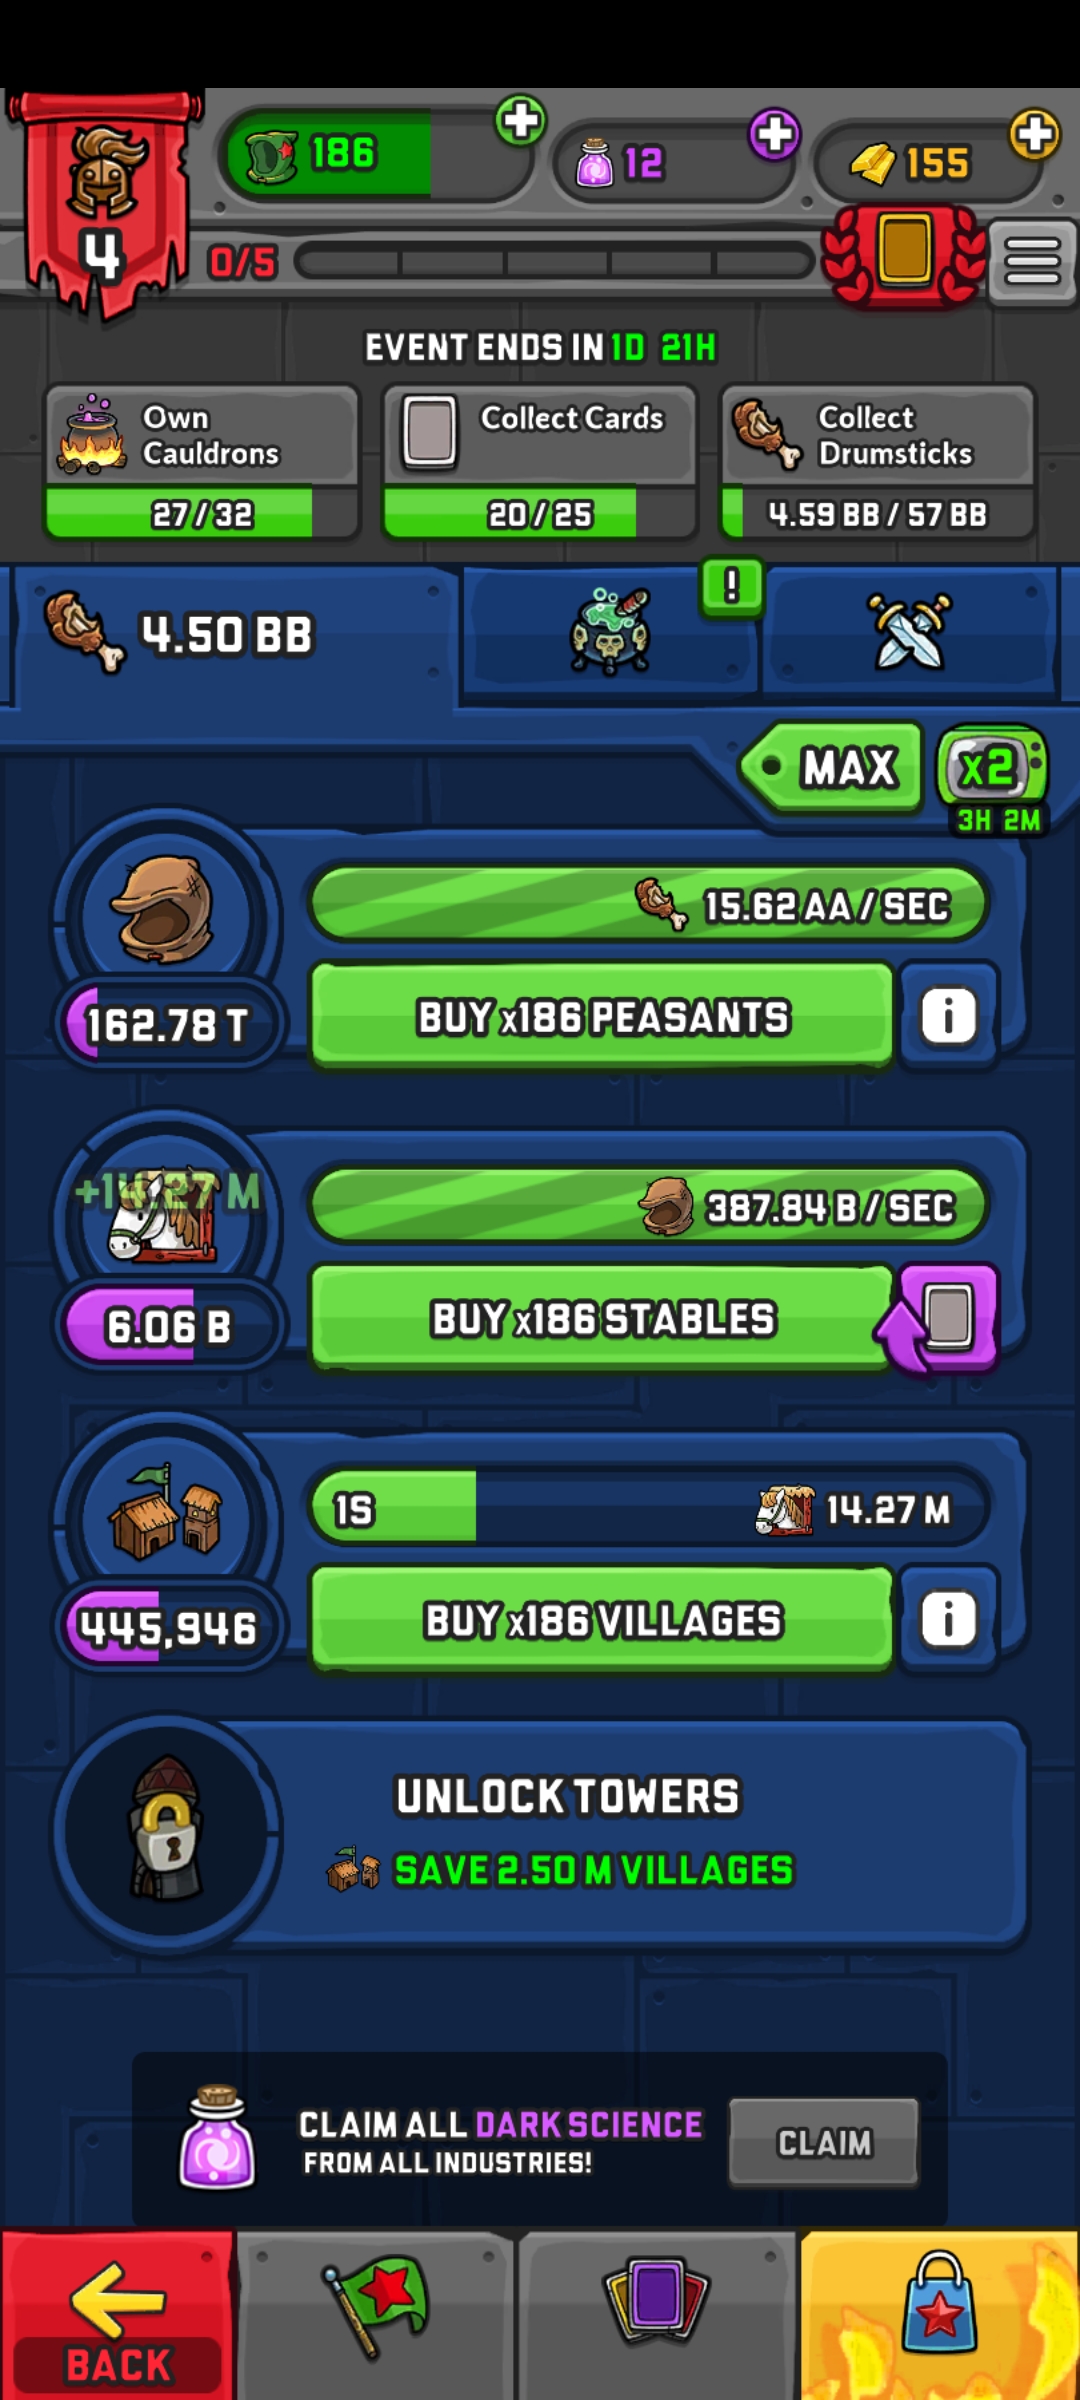 186
12
155
4
0/5
EVENT ENDS IN 1D 21H
Own
Cauldrons
27/32
Collect Cards
20/25
Collect
Drumsticks
4.59 BB / 57 BB
4.50 BB
!
MAX
x2
3H 2M
15.62 AA / SEC
162.78 T
BUY x186 PEASANTS
i
+14.27 M
387.84 B / SEC
6.06 B
BUY x186 STABLES
1S
14.27 M
445,946
BUY x186 VILLAGES
i
UNLOCK TOWERS
SAVE 2.50 M VILLAGES
CLAIM ALL DARK SCIENCE
FROM ALL INDUSTRIES!
CLAIM
BACK